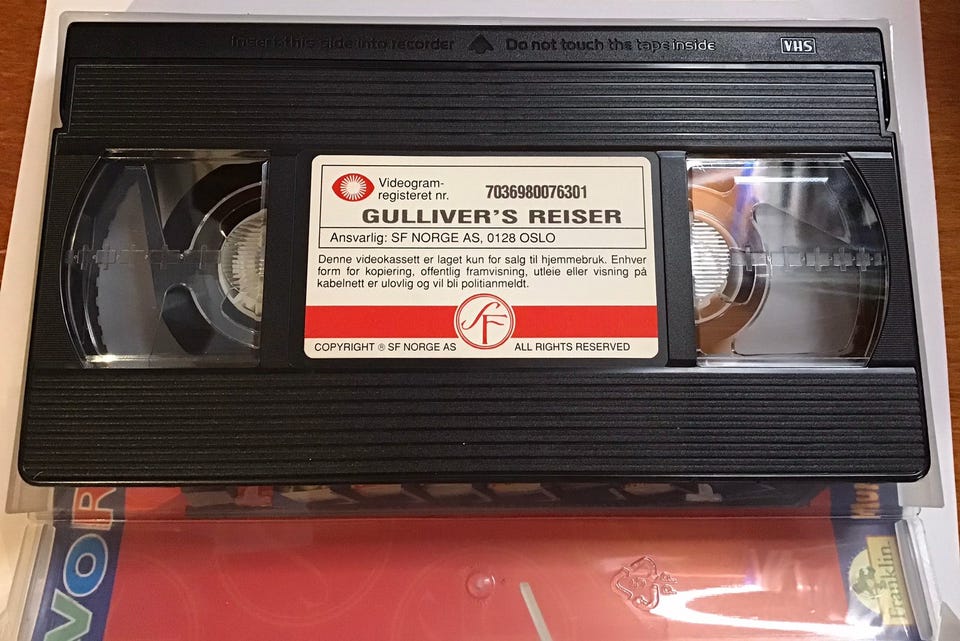 Insert this side into recorder Do not touch the tape inside VHS
Videogram-
registeret nr. 7036980076301
GULLIVER'S REISER
Ansvarlig: SF NORGE AS, 0128 OSLO
Denne videokassett er laget kun for salg til hjemmebruk. Enhver
form for kopiering, offentlig framvisning, utleie eller visning på
kabelnett er ulovlig og vil bli politianmeldt.
SF
COPYRIGHT ® SF NORGE AS ALL RIGHTS RESERVED
VOR
Franklin